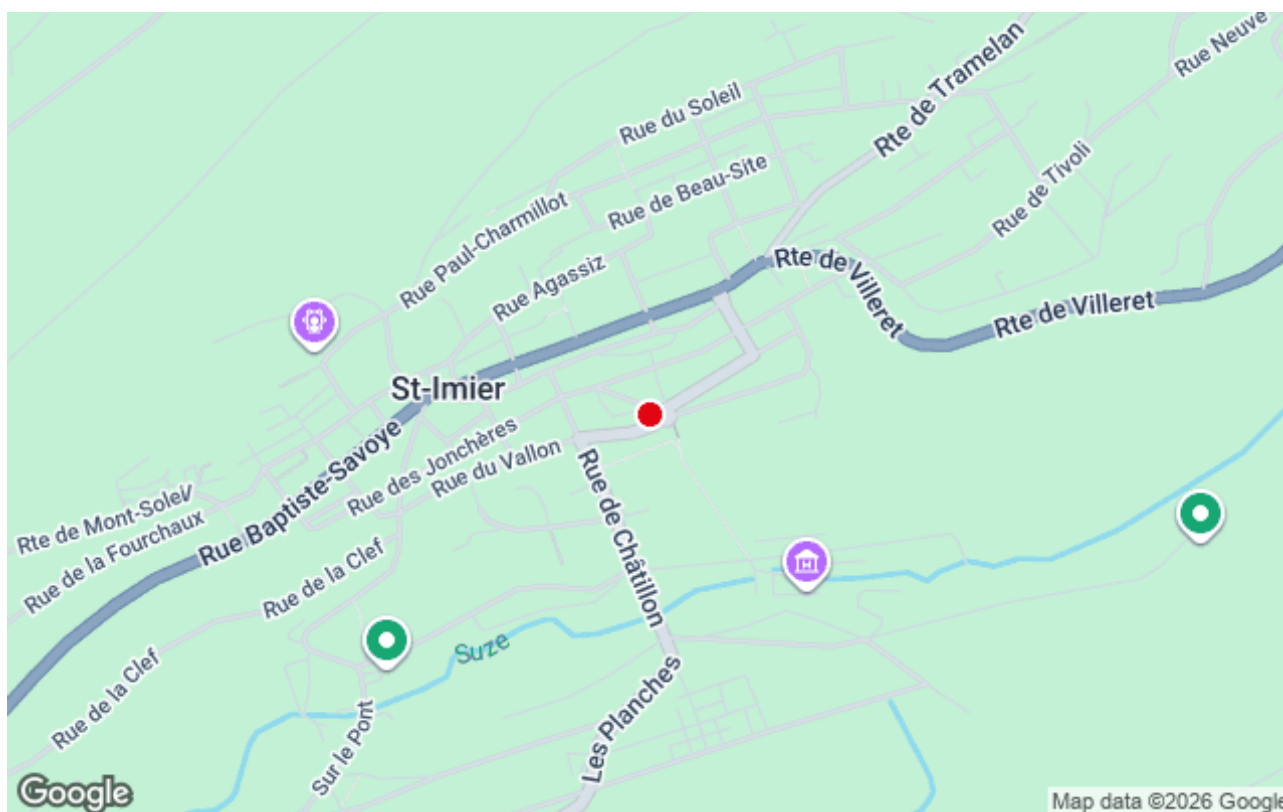 Rue Neuve
Rte de Tramelan
Rue du Soleil
Rue de Tivoli
Rue de Beau-Site
Rue Paul-Charmillot
Rue Agassiz
Rte de Villeret
Rte de Villeret
St-Imier
Rue des Jonchères
Rue du Vallon
Rue Baptiste-Savoye
Rte de Mont-Soleil
Rue de la Fourchaux
Rue de Châtillon
Rue de la Clef
Suze
Rue de la Clef
Les Planches
Sur le Pont
H
Google
Map data ©2026 Google